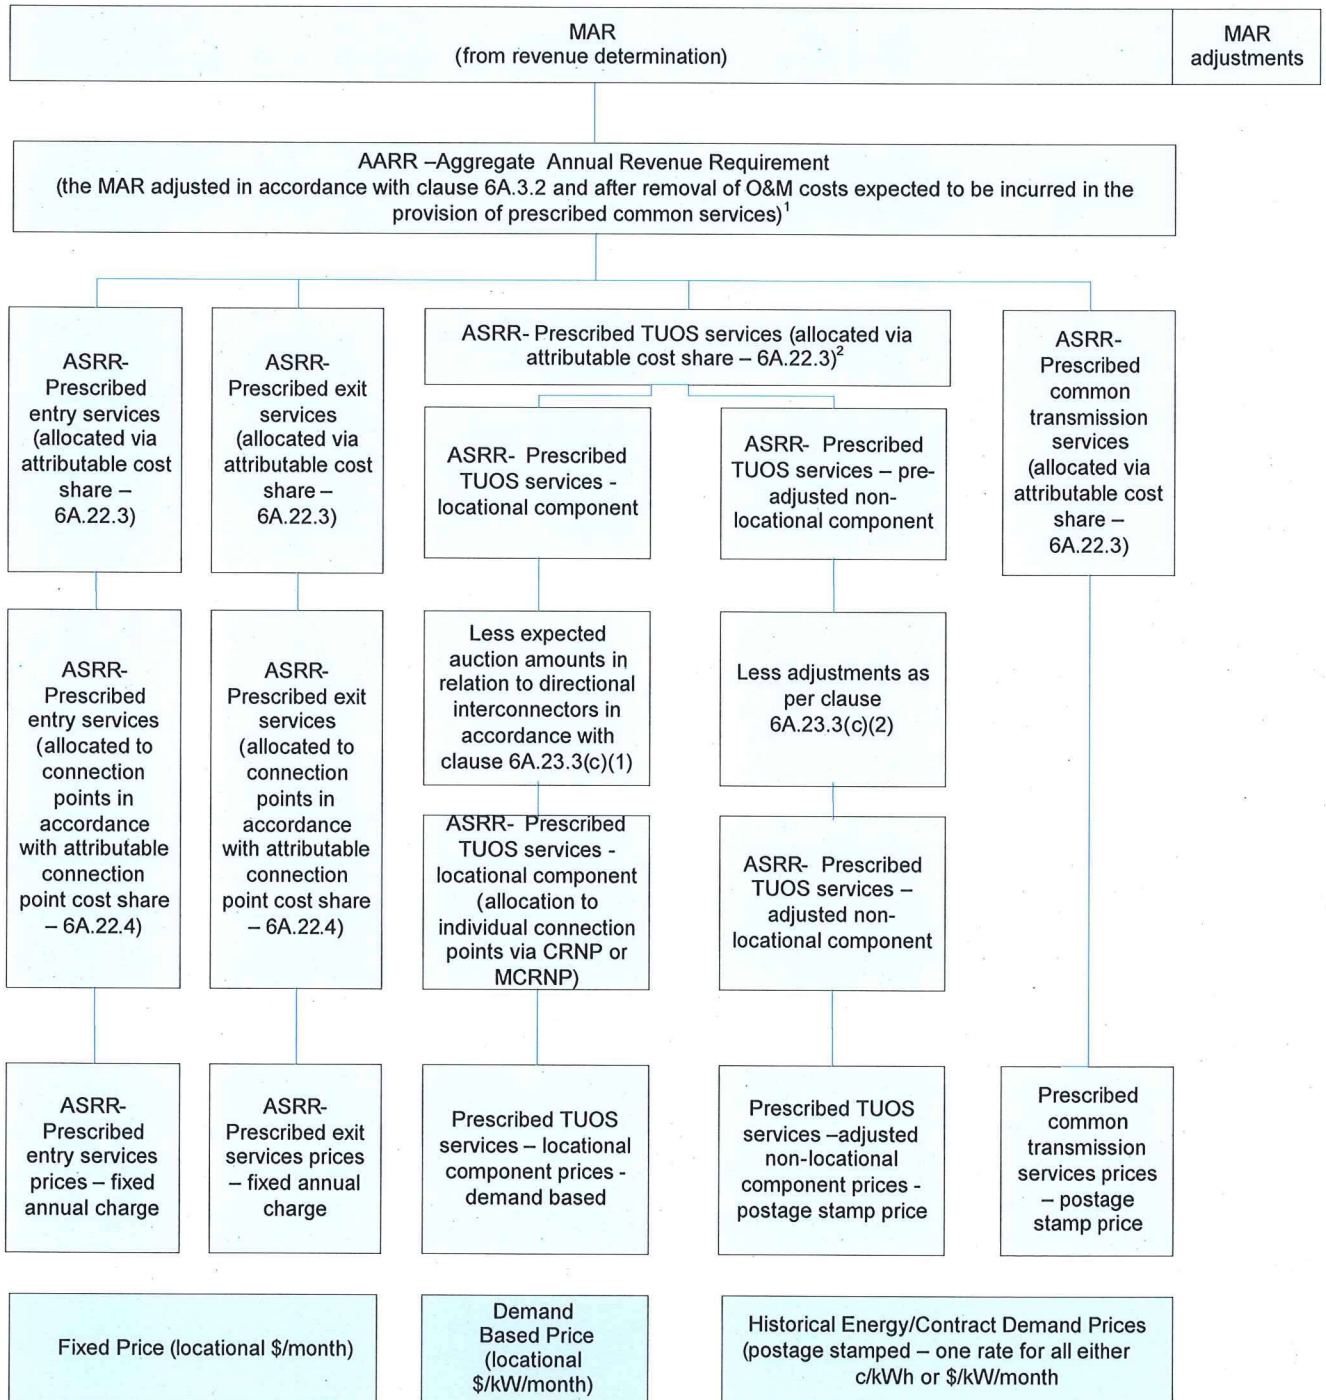 MAR
(from revenue determination)
MAR
adjustments
AARR –Aggregate Annual Revenue Requirement
(the MAR adjusted in accordance with clause 6A.3.2 and after removal of O&M costs expected to be incurred in the
provision of prescribed common services)1
ASRR-
Prescribed
entry services
(allocated via
attributable cost
share –
6A.22.3)
ASRR-
Prescribed exit
services
(allocated via
attributable cost
share –
6A.22.3)
ASRR- Prescribed TUOS services (allocated via
attributable cost share – 6A.22.3)2
ASRR- Prescribed
TUOS services -
locational component
ASRR- Prescribed
TUOS services – pre-
adjusted non-
locational component
ASRR-
Prescribed
common
transmission
services
(allocated via
attributable cost
share –
6A.22.3)
ASRR-
Prescribed
entry services
(allocated to
connection
points in
accordance
with attributable
connection
point cost share
– 6A.22.4)
ASRR-
Prescribed exit
services
(allocated to
connection
points in
accordance
with attributable
connection
point cost share
– 6A.22.4)
Less expected
auction amounts in
relation to directional
interconnectors in
accordance with
clause 6A.23.3(c)(1)
Less adjustments as
per clause
6A.23.3(c)(2)
ASRR- Prescribed
TUOS services -
locational component
(allocation to
individual connection
points via CRNP or
MCRNP)
ASRR- Prescribed
TUOS services –
adjusted non-
locational component
ASRR-
Prescribed
entry services
prices – fixed
annual charge
ASRR-
Prescribed exit
services prices
– fixed annual
charge
Prescribed TUOS
services – locational
component prices -
demand based
Prescribed TUOS
services –adjusted
non-locational
component prices -
postage stamp price
Prescribed
common
transmission
services prices
– postage
stamp price
Fixed Price (locational $/month)
Demand
Based Price
(locational
$/kW/month)
Historical Energy/Contract Demand Prices
(postage stamped – one rate for all either
c/kWh or $/kW/month